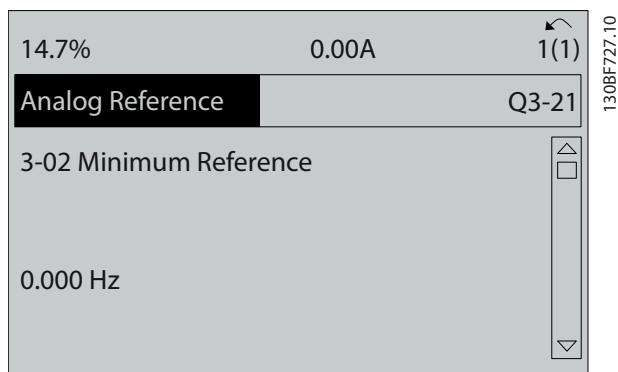 14.7% 0.00A 1(1)
Analog Reference Q3-21
3-02 Minimum Reference
0.000 Hz
130BF727.10